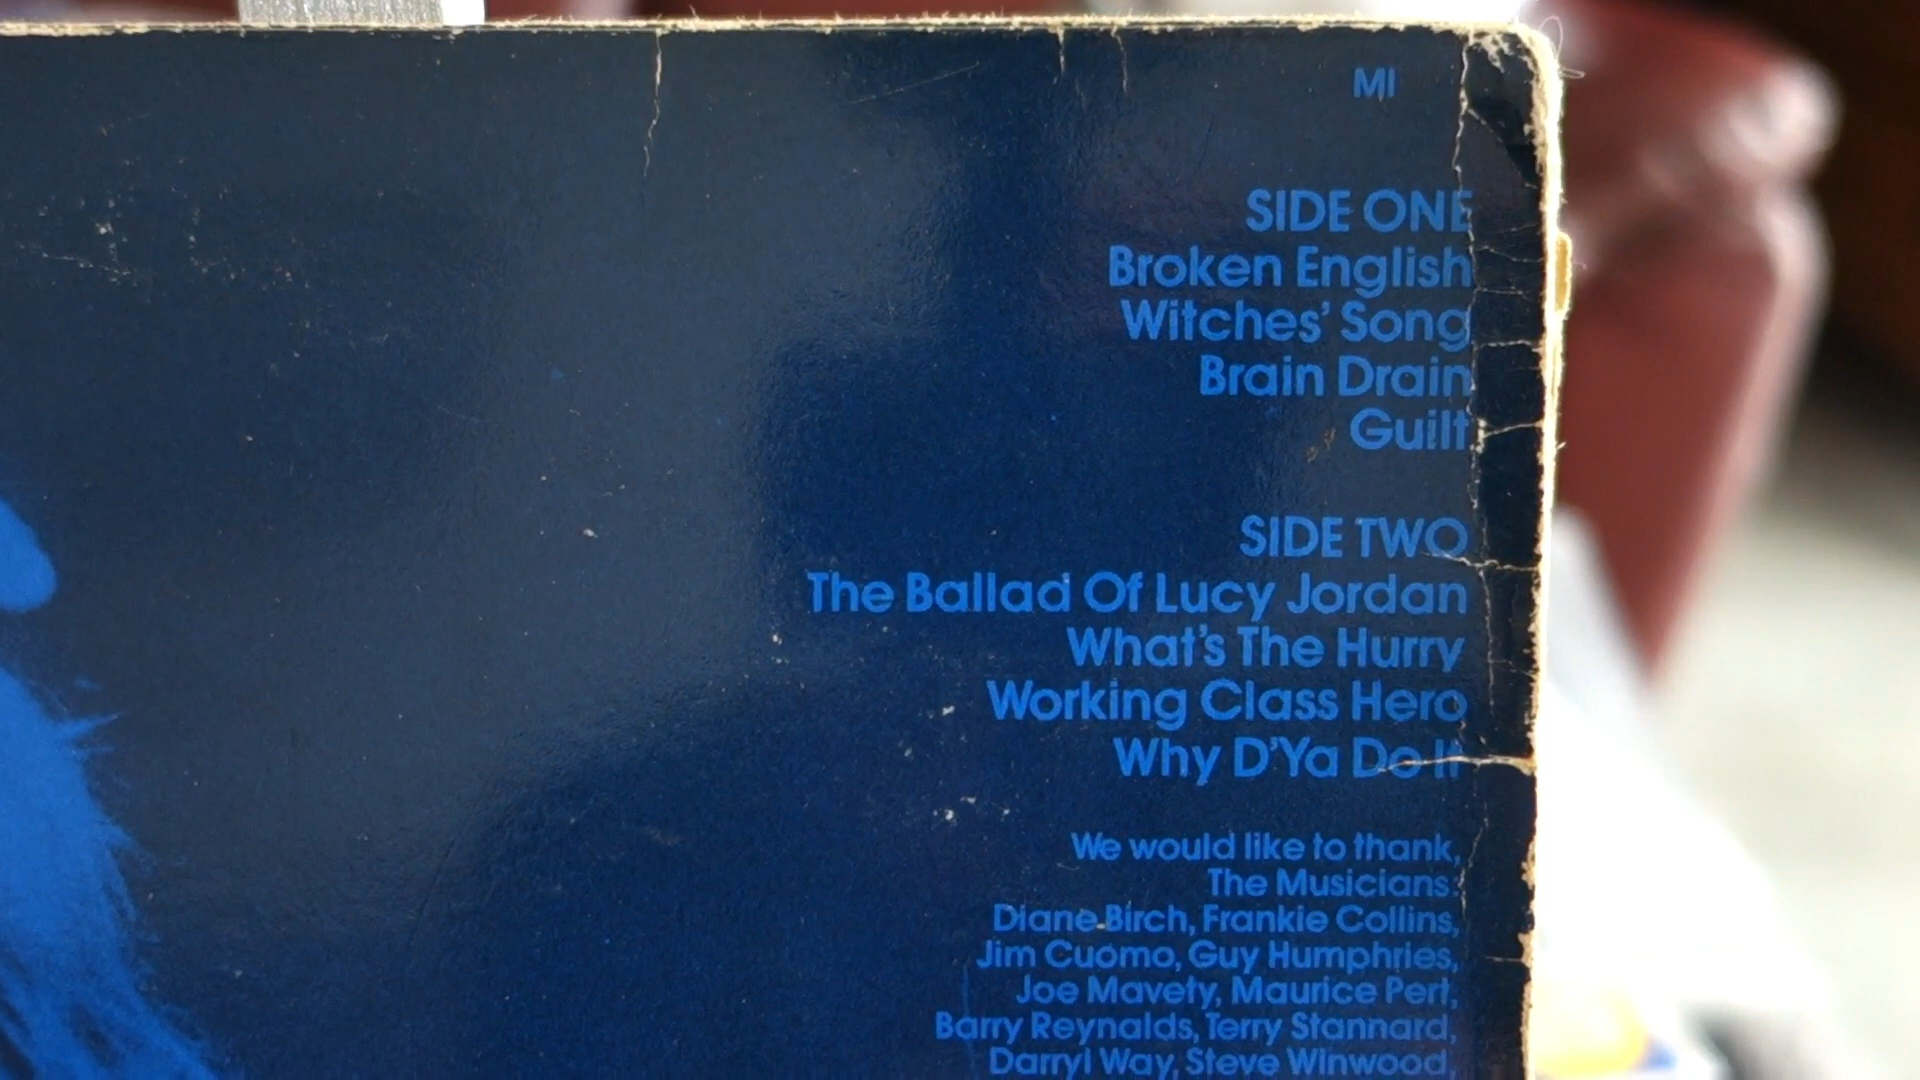 MI
SIDE ONE
Broken English
Witches' Song
Brain Drain
Guilt
SIDE TWO
The Ballad Of Lucy Jordan
What's The Hurry
Working Class Hero
Why D'Ya Do It
We would like to thank,
The Musicians:
Diane Birch, Frankie Collins,
Jim Cuomo, Guy Humphries,
Joe Mavety, Maurice Pert,
Barry Reynalds, Terry Stannard,
Darryl Way, Steve Winwood,